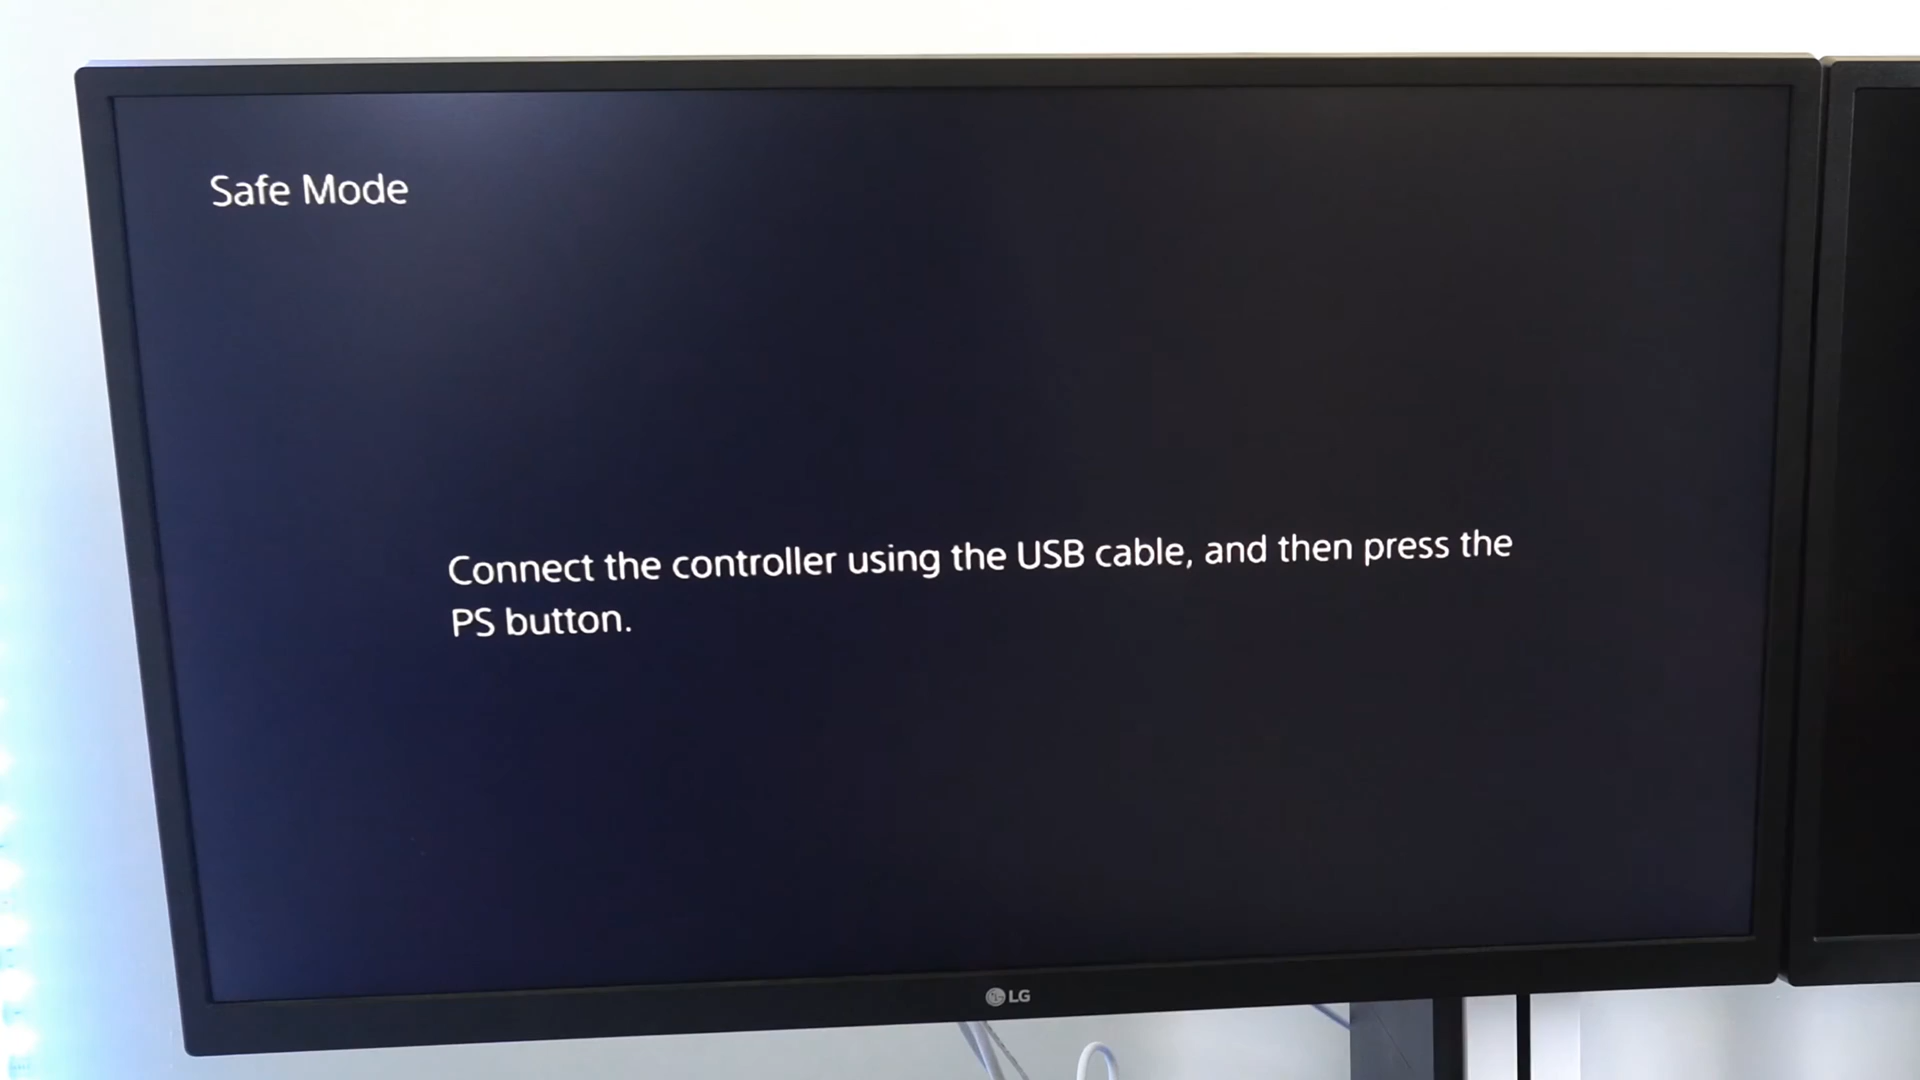 Safe Mode
Connect the controller using the USB cable, and then press the
PS button.
LG